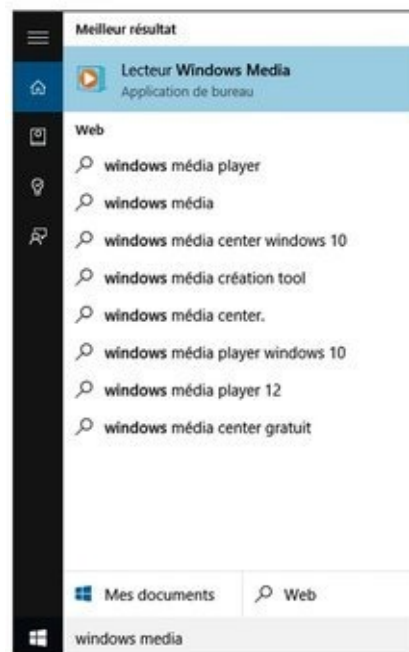 Meilleur résultat
Lecteur Windows Media
Application de bureau
Web
windows média player
windows média
windows média center windows 10
windows média création tool
windows média center.
windows média player windows 10
windows média player 12
windows média center gratuit
Mes documents
Web
windows media